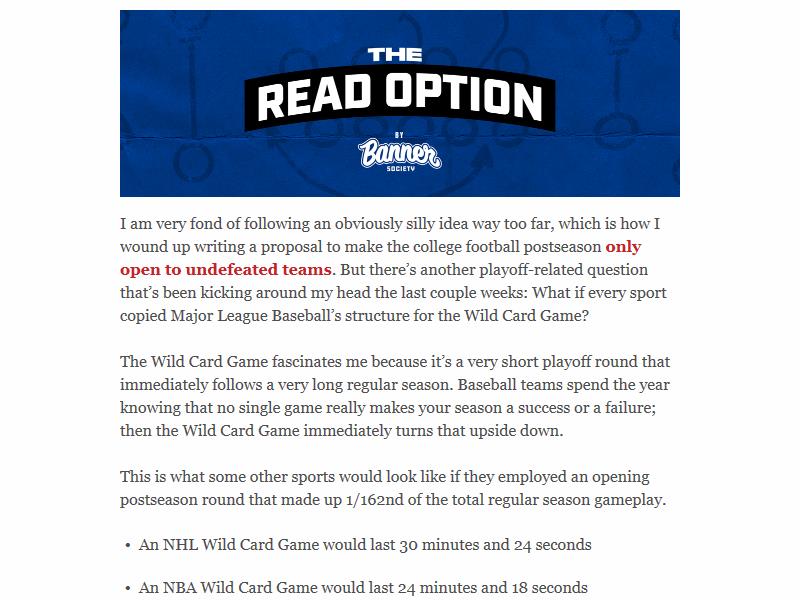 THE
READ OPTION
BY
Banner
SOCIETY
I am very fond of following an obviously silly idea way too far, which is how I
wound up writing a proposal to make the college football postseason only
open to undefeated teams. But there’s another playoff-related question
that’s been kicking around my head the last couple weeks: What if every sport
copied Major League Baseball’s structure for the Wild Card Game?
The Wild Card Game fascinates me because it’s a very short playoff round that
immediately follows a very long regular season. Baseball teams spend the year
knowing that no single game really makes your season a success or a failure;
then the Wild Card Game immediately turns that upside down.
This is what some other sports would look like if they employed an opening
postseason round that made up 1/162nd of the total regular season gameplay.
• An NHL Wild Card Game would last 30 minutes and 24 seconds
• An NBA Wild Card Game would last 24 minutes and 18 seconds